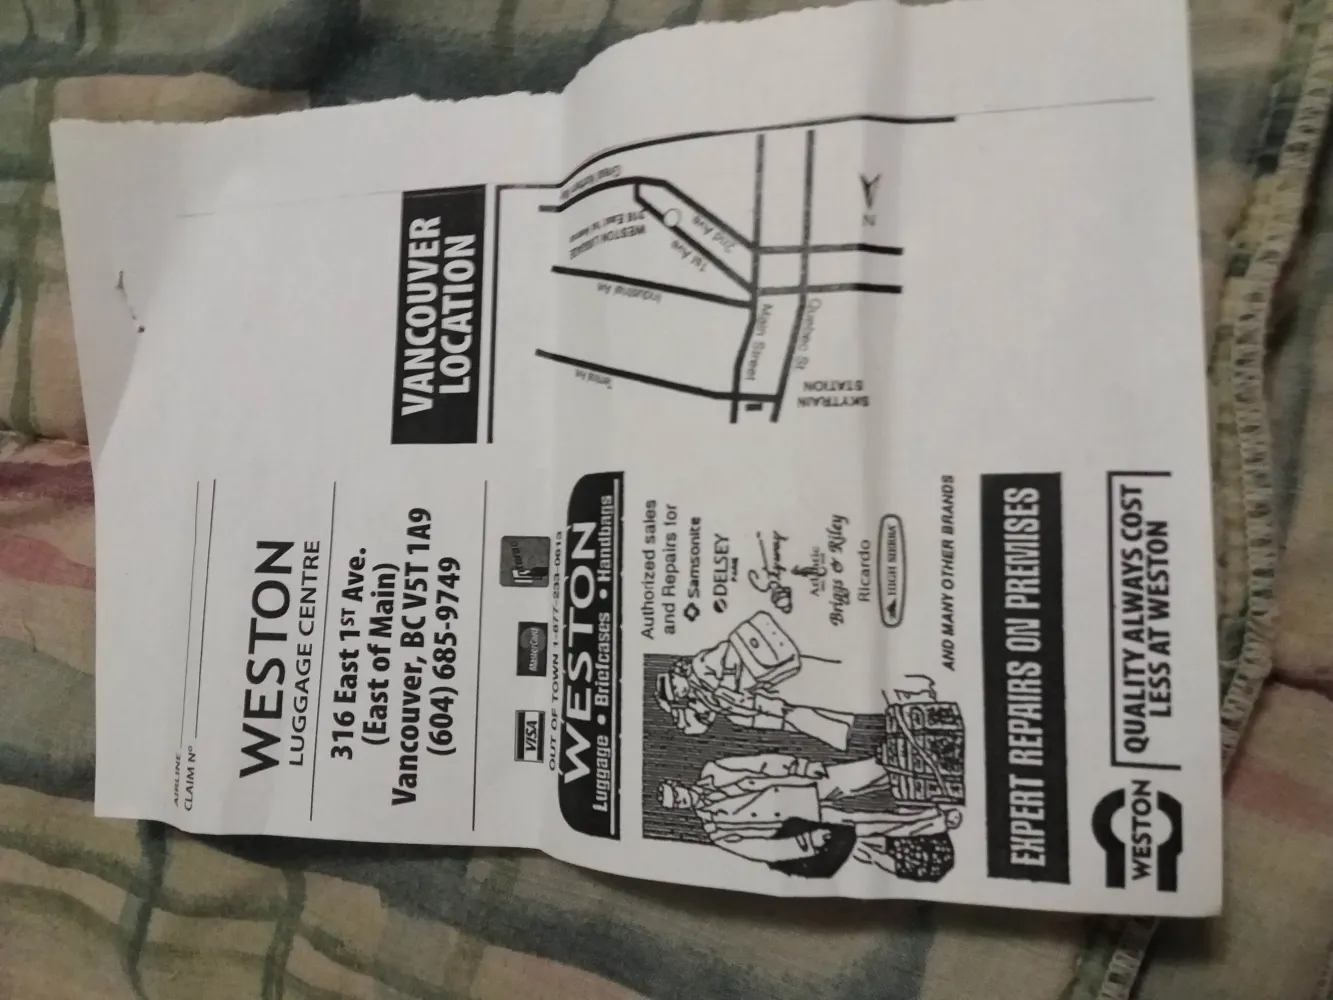 AIRLINE
CLAIM Nº
WESTON
LUGGAGE CENTRE
316 East 1ST Ave.
(East of Main)
Vancouver, BC V5T 1A9
(604) 685-9749
VISA
MasterCard
OUT OF TOWN 1-877-233-0619
WESTON
Luggage • Briefcases • Handbags
Authorized sales
and Repairs for
Samsonite
DELSEY
PARIS
Briggs & Riley
Ricardo
HIGH SIERRA
AND MANY OTHER BRANDS
EXPERT REPAIRS ON PREMISES
WESTON
QUALITY ALWAYS COST
LESS AT WESTON
VANCOUVER
LOCATION
WESTON LUGGAGE
316 East 1st Avenue
2nd Ave
1st Ave
Industrial Ave
Main Street
Quebec St
SKYTRAIN
STATION
N